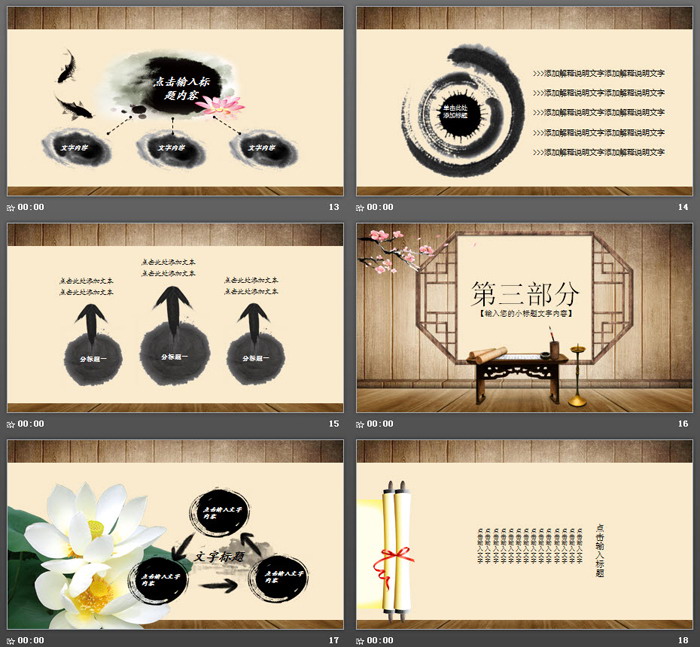 点击输入标
题内容
文字内容
文字内容
文字内容
00:00
13
单击此处
添加标题
>>>添加解释说明文字添加解释说明文字
>>>添加解释说明文字添加解释说明文字
>>>添加解释说明文字添加解释说明文字
>>>添加解释说明文字添加解释说明文字
>>>添加解释说明文字添加解释说明文字
00:00
14
点击此处添加文本
点击此处添加文本
点击此处添加文本
点击此处添加文本
点击此处添加文本
点击此处添加文本
分标题一
分标题一
分标题一
00:00
15
第三部分
【输入您的小标题文字内容】
00:00
16
点击输入文字
内容
文字标题
点击输入文字
内容
点击输入文字
内容
00:00
17
点击输入标题
00:00
18